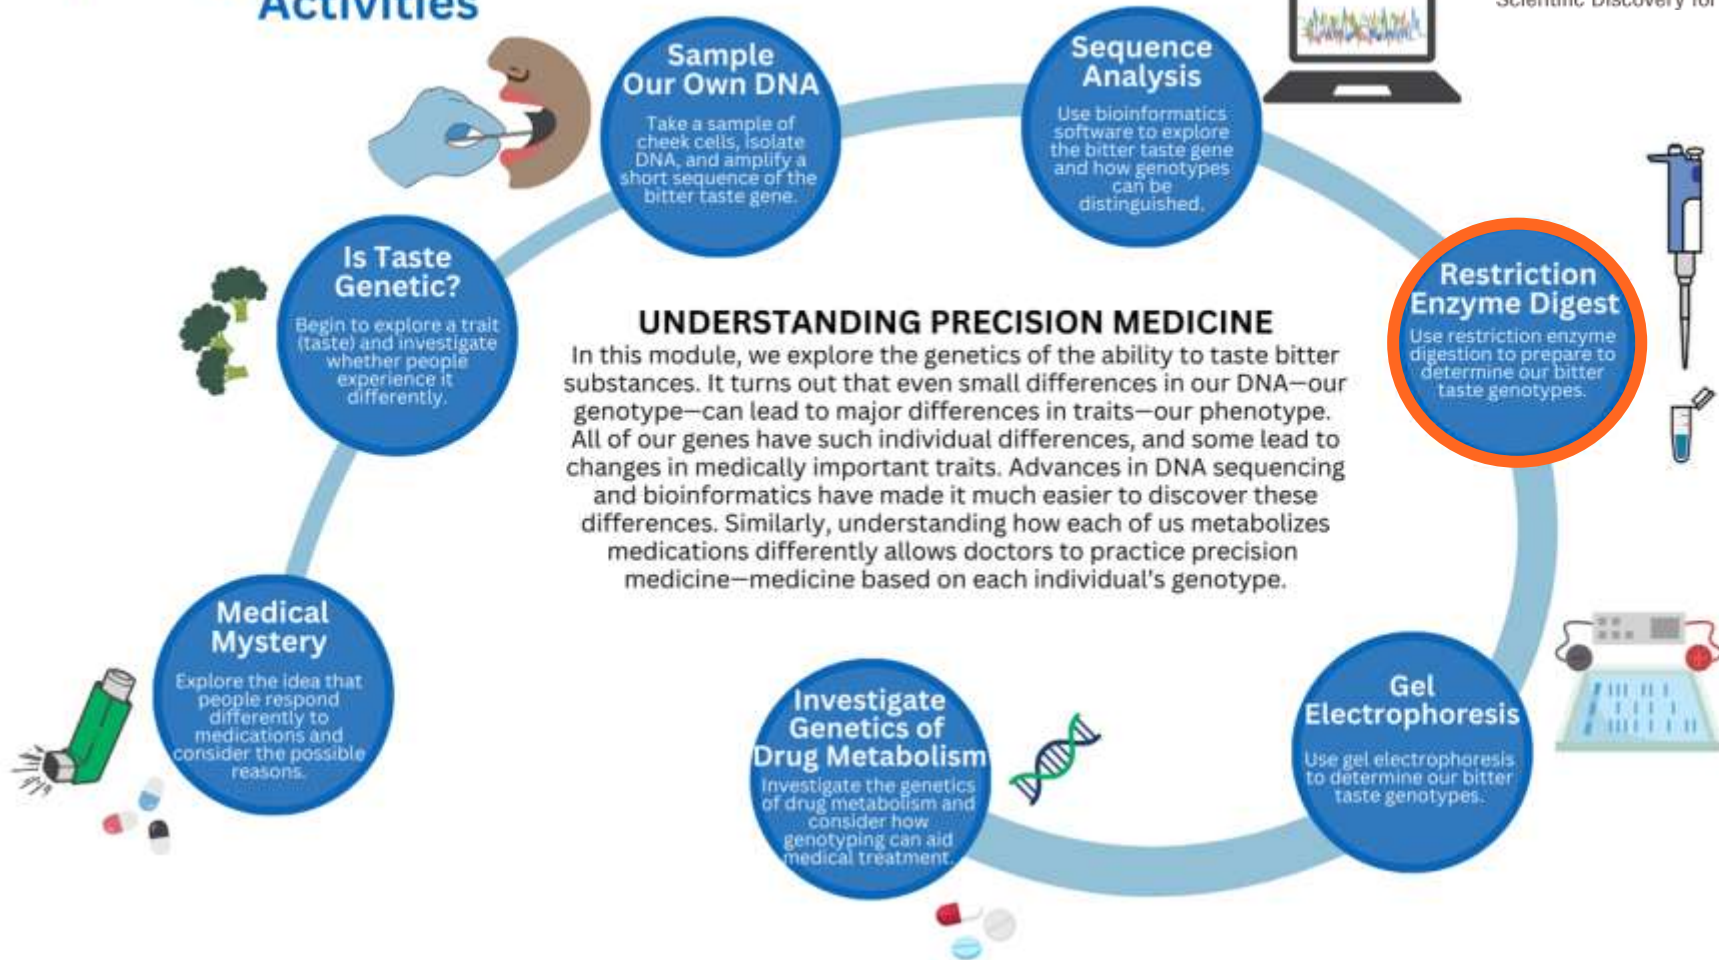 Activities
Scientific Discovery for
Medical
Mystery
Explore the idea that
people respond
differently to
medications and
consider the possible
reasons.
Is Taste
Genetic?
Begin to explore a trait
(taste) and investigate
whether people
experience it
differently.
Sample
Our Own DNA
Take a sample of
cheek cells, isolate
DNA, and amplify a
short sequence of the
bitter taste gene.
Sequence
Analysis
Use bioinformatics
software to explore
the bitter taste gene
and how genotypes
can be
distinguished.
Restriction
Enzyme Digest
Use restriction enzyme
digestion to prepare to
determine our bitter
taste genotypes.
Gel
Electrophoresis
Use gel electrophoresis
to determine our bitter
taste genotypes.
Investigate
Genetics of
Drug Metabolism
Investigate the genetics
of drug metabolism and
consider how
genotyping can aid
medical treatment.
UNDERSTANDING PRECISION MEDICINE
In this module, we explore the genetics of the ability to taste bitter
substances. It turns out that even small differences in our DNA—our
genotype—can lead to major differences in traits—our phenotype.
All of our genes have such individual differences, and some lead to
changes in medically important traits. Advances in DNA sequencing
and bioinformatics have made it much easier to discover these
differences. Similarly, understanding how each of us metabolizes
medications differently allows doctors to practice precision
medicine—medicine based on each individual's genotype.